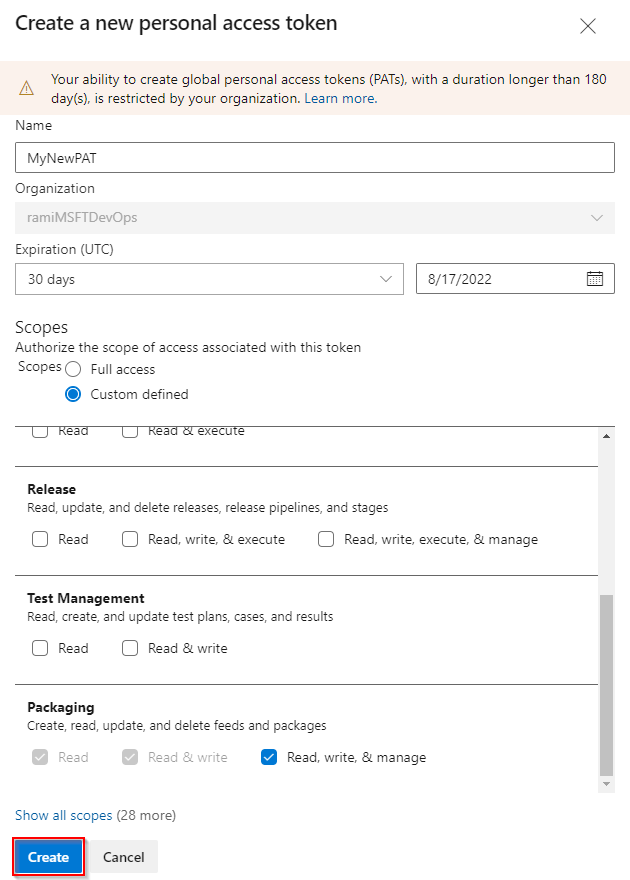 Create a new personal access token
Your ability to create global personal access tokens (PATs), with a duration longer than 180
day(s), is restricted by your organization. Learn more.
Name
MyNewPAT
Organization
ramiMSFTDevOps
Expiration (UTC)
30 days
8/17/2022
Scopes
Authorize the scope of access associated with this token
Scopes Full access
Custom defined
Read Read & execute
Release
Read, update, and delete releases, release pipelines, and stages
Read Read, write, & execute Read, write, execute, & manage
Test Management
Read, create, and update test plans, cases, and results
Read Read & write
Packaging
Create, read, update, and delete feeds and packages
Read Read & write Read, write, & manage
Show all scopes (28 more)
Create Cancel